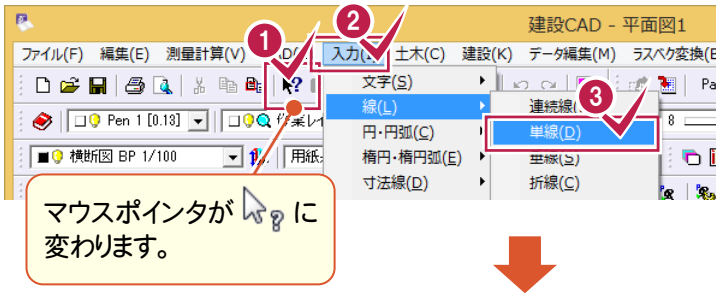 建設CAD - 平面図1
ファイル(F) 編集(E) 測量計算(V) 入力 土木(C) 建設(K) データ編集(M) ラスベク変換(E
1
2
文字(S)
線(L)
円・円弧(C)
楕円・楕円弧(E)
寸法線(D)
3
連続線
単線(D)
垂線(S)
折線(C)
Pen 1 [0.13]
8
横断図 BP 1/100
用紙
Pa
マウスポインタが ? に
変わります。